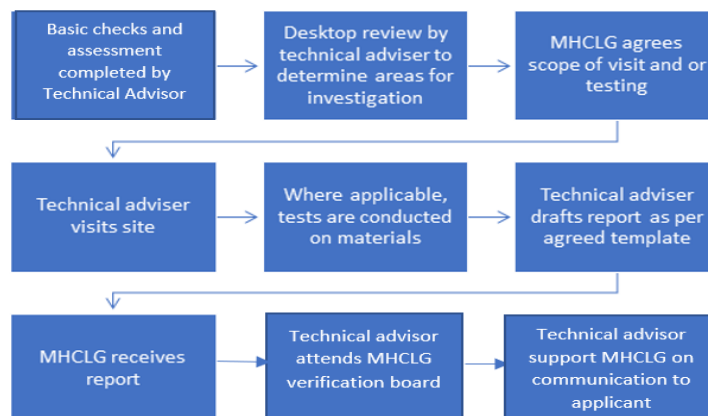 Basic checks and
assessment
completed by
Technical Advisor
Desktop review by
technical adviser to
determine areas for
investigation
MHCLG agrees
scope of visit and or
testing
Technical adviser
visits site
Where applicable,
tests are conducted
on materials
Technical adviser
drafts report as per
agreed template
MHCLG receives
report
Technical advisor
attends MHCLG
verification board
Technical advisor
support MHCLG on
communication to
applicant